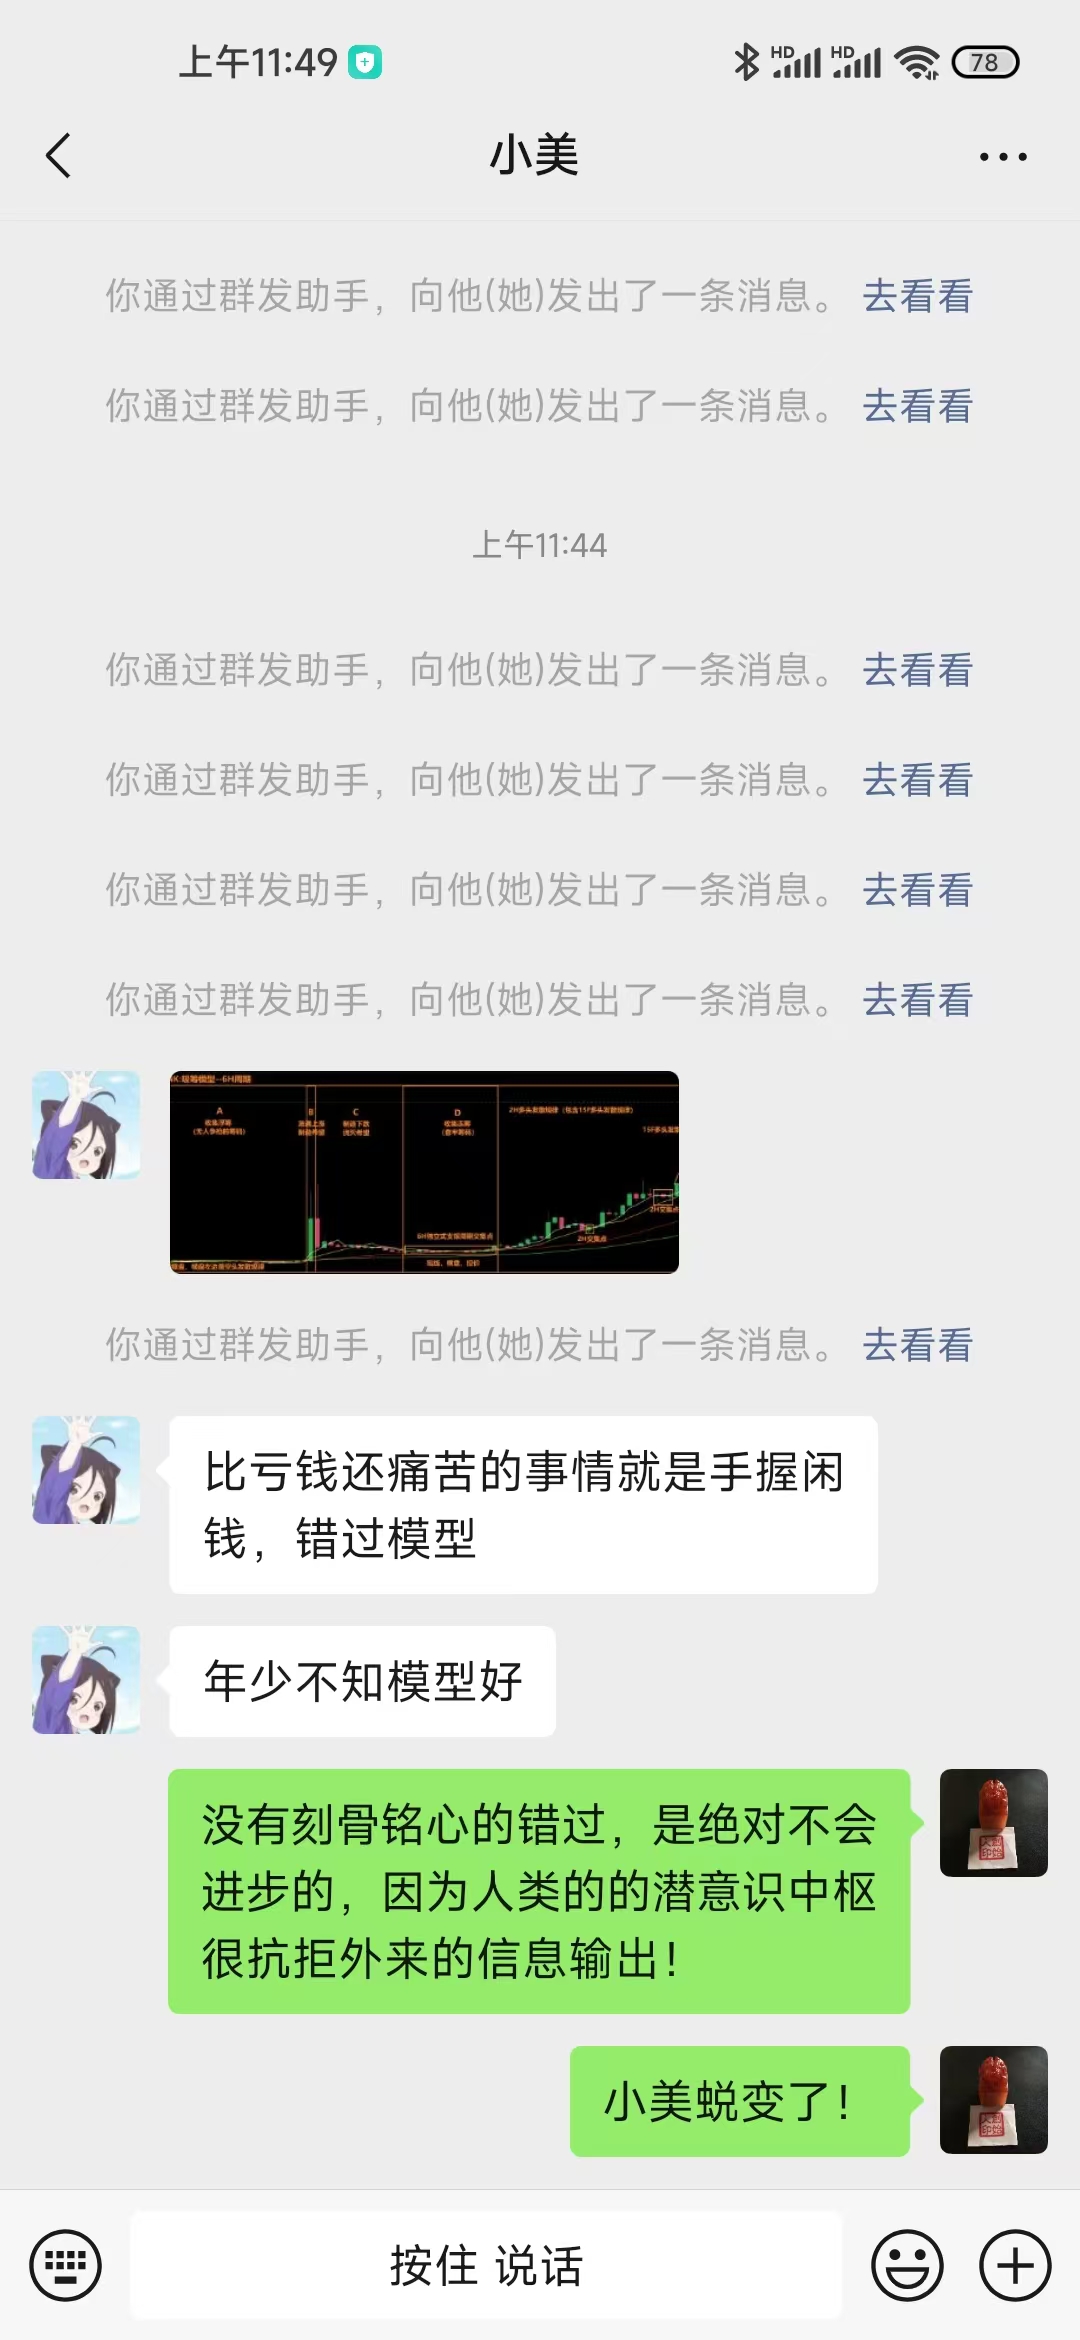 上午11:49
HD
HD
78
小美
你通过群发助手，向他(她)发出了一条消息。 去看看
你通过群发助手，向他(她)发出了一条消息。 去看看
上午11:44
你通过群发助手，向他(她)发出了一条消息。 去看看
你通过群发助手，向他(她)发出了一条消息。 去看看
你通过群发助手，向他(她)发出了一条消息。 去看看
你通过群发助手，向他(她)发出了一条消息。 去看看
A
B
C
D
你通过群发助手，向他(她)发出了一条消息。 去看看
比亏钱还痛苦的事情就是手握闲
钱，错过模型
年少不知模型好
没有刻骨铭心的错过，是绝对不会
进步的，因为人类的的潜意识中枢
很抗拒外来的信息输出！
小美蜕变了！
按住 说话